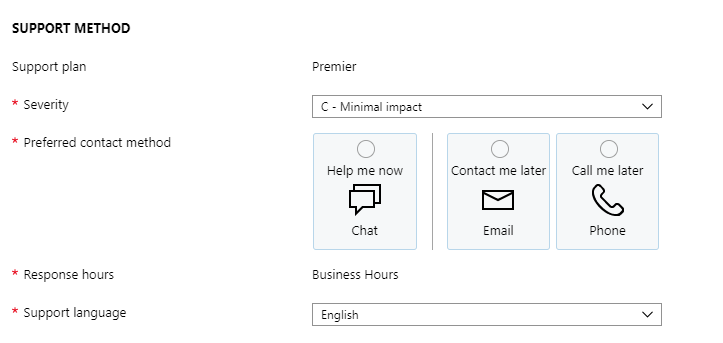 SUPPORT METHOD
Support plan Premier
* Severity C - Minimal impact
* Preferred contact method
Help me now Contact me later Call me later
Chat Email Phone
* Response hours Business Hours
* Support language English